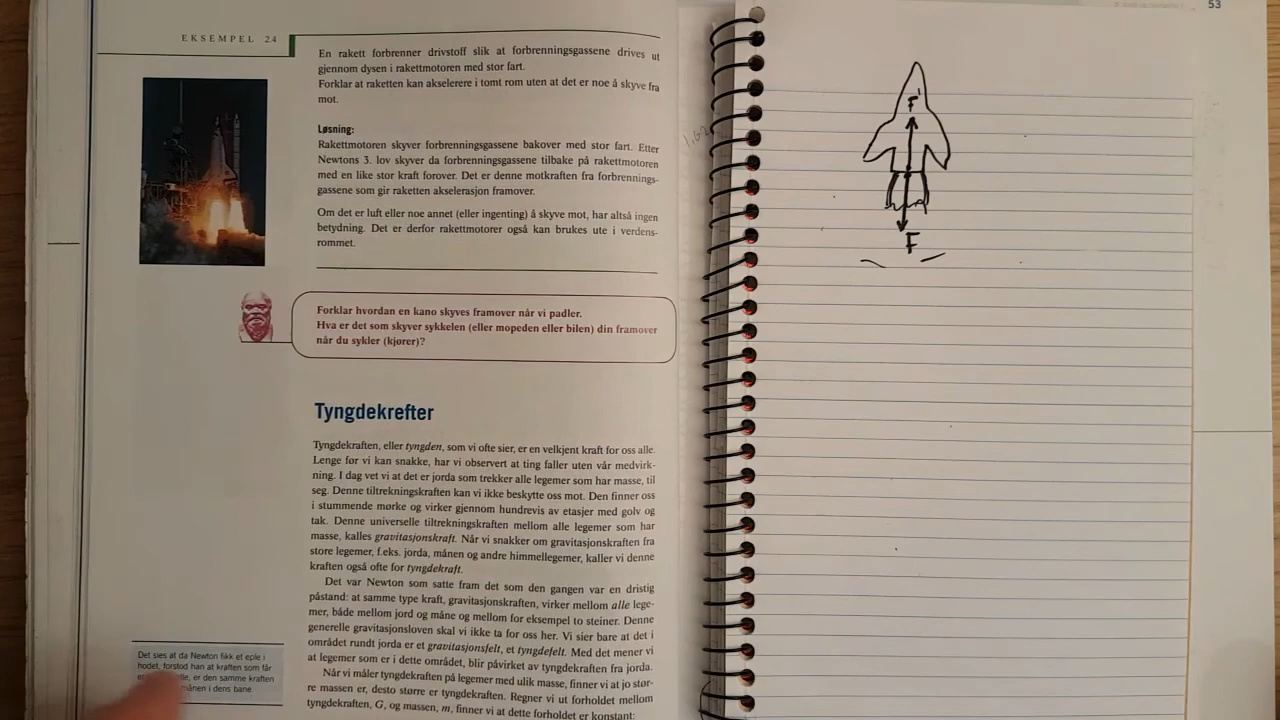 EKSEMPEL 2.4
En rakett forbrenner drivstoff slik at forbrenningsgassene drives ut
gjennom dysen i rakettmotoren med stor fart.
Forklar at raketten kan akselerere i tomt rom uten at det er noe å skyve fra
mot.
Løsning:
Rakettmotoren skyver forbrenningsgassene bakover med stor fart. Etter
Newtons 3. lov skyver da forbrenningsgassene tilbake på rakettmotoren
med en like stor kraft forover. Det er denne motkraften fra forbrennings-
gassene som gir raketten akselerasjon framover.
Om det er luft eller noe annet (eller ingenting) å skyve mot, har altså ingen
betydning. Det er derfor rakettmotorer også kan brukes ute i verdens-
rommet.
Forklar hvordan en kano skyves framover når vi padler.
Hva er det som skyver sykkelen (eller mopeden eller bilen) din framover
når du sykler (kjører)?
Tyngdekrefter
Tyngdekraften, eller tyngden, som vi ofte sier, er en velkjent kraft for oss alle.
Lenge før vi kan snakke, har vi observert at ting faller uten vår medvirk-
ning. I dag vet vi at det er jorda som trekker alle legemer som har masse, til
seg. Denne tiltrekningskraften kan vi ikke beskytte oss mot. Den finner oss
i stummende mørke og virker gjennom hundrevis av etasjer med golv og
tak. Denne universelle tiltrekningskraften mellom alle legemer som har
masse, kalles gravitasjonskraft. Når vi snakker om gravitasjonskraften fra
store legemer, f.eks. jorda, månen og andre himmellegemer, kaller vi denne
kraften også ofte for tyngdekraft.
Det var Newton som satte fram det som den gangen var en dristig
påstand: at samme type kraft, gravitasjonskraften, virker mellom alle lege-
mer, både mellom jord og måne og mellom for eksempel to steiner. Denne
generelle gravitasjonsloven skal vi ikke ta for oss her. Vi sier bare at det i
området rundt jorda er et gravitasjonsfelt, et tyngdefelt. Med det mener vi
at legemer som er i dette området, blir påvirket av tyngdekraften fra jorda.
Når vi måler tyngdekraften på legemer med ulik masse, finner vi at jo stør-
re massen er, desto større er tyngdekraften. Regner vi ut forholdet mellom
tyngdekraften, G, og massen, m, finner vi at dette forholdet er konstant:
Det sies at da Newton fikk et eple i
hodet, forstod han at kraften som får
er den samme kraften
månen i dens bane.
53
F'
F